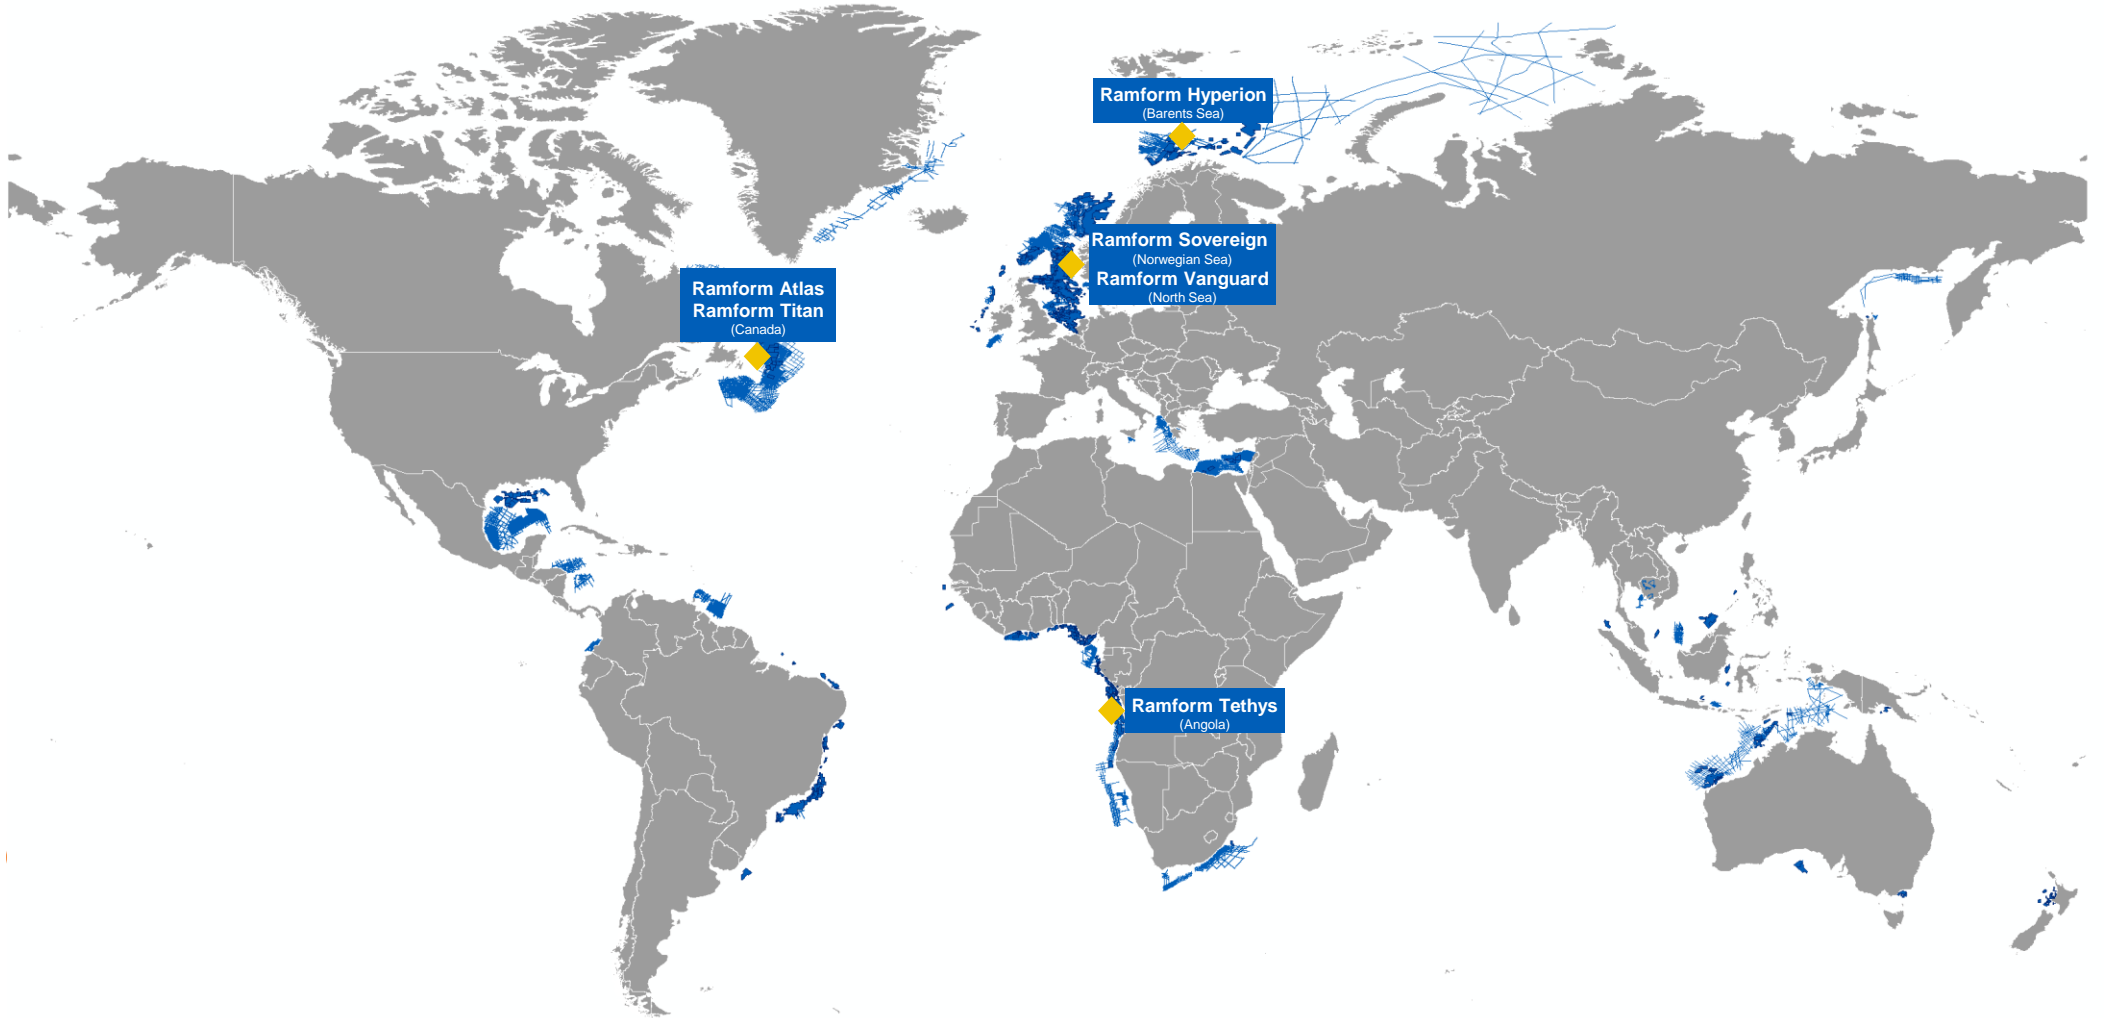 Ramform Hyperion
(Barents Sea)
Ramform Sovereign
(Norwegian Sea)
Ramform Vanguard
(North Sea)
Ramform Atlas
Ramform Titan
(Canada)
Ramform Tethys
(Angola)